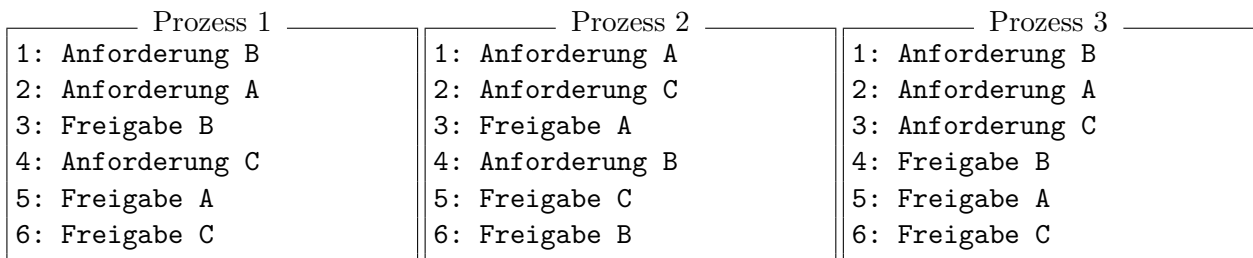 Prozess 1
1: Anforderung B
2: Anforderung A
3: Freigabe B
4: Anforderung C
5: Freigabe A
6: Freigabe C
Prozess 2
1: Anforderung A
2: Anforderung C
3: Freigabe A
4: Anforderung B
5: Freigabe C
6: Freigabe B
Prozess 3
1: Anforderung B
2: Anforderung A
3: Anforderung C
4: Freigabe B
5: Freigabe A
6: Freigabe C